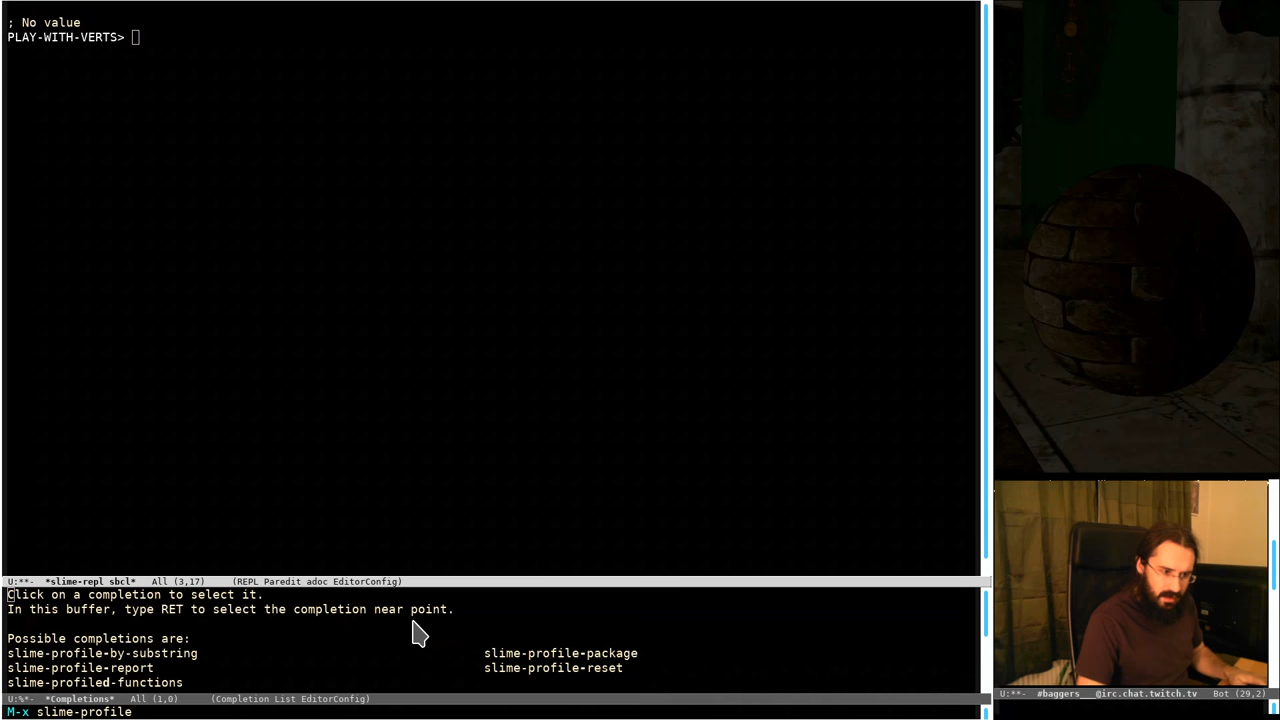 ; No value
PLAY-WITH-VERTS>
U:**-  *slime-repl sbcl*   All (3,17)     (REPL Paredit adoc EditorConfig)
Click on a completion to select it.
In this buffer, type RET to select the completion near point.
Possible completions are:
slime-profile-by-substring    slime-profile-package
slime-profile-report    slime-profile-reset
slime-profiled-functions
U:%*-  *Completions*   All (1,0)     (Completion List EditorConfig)
M-x slime-profile
U:**-  #baggers___@irc.chat.twitch.tv   Bot (29,2)